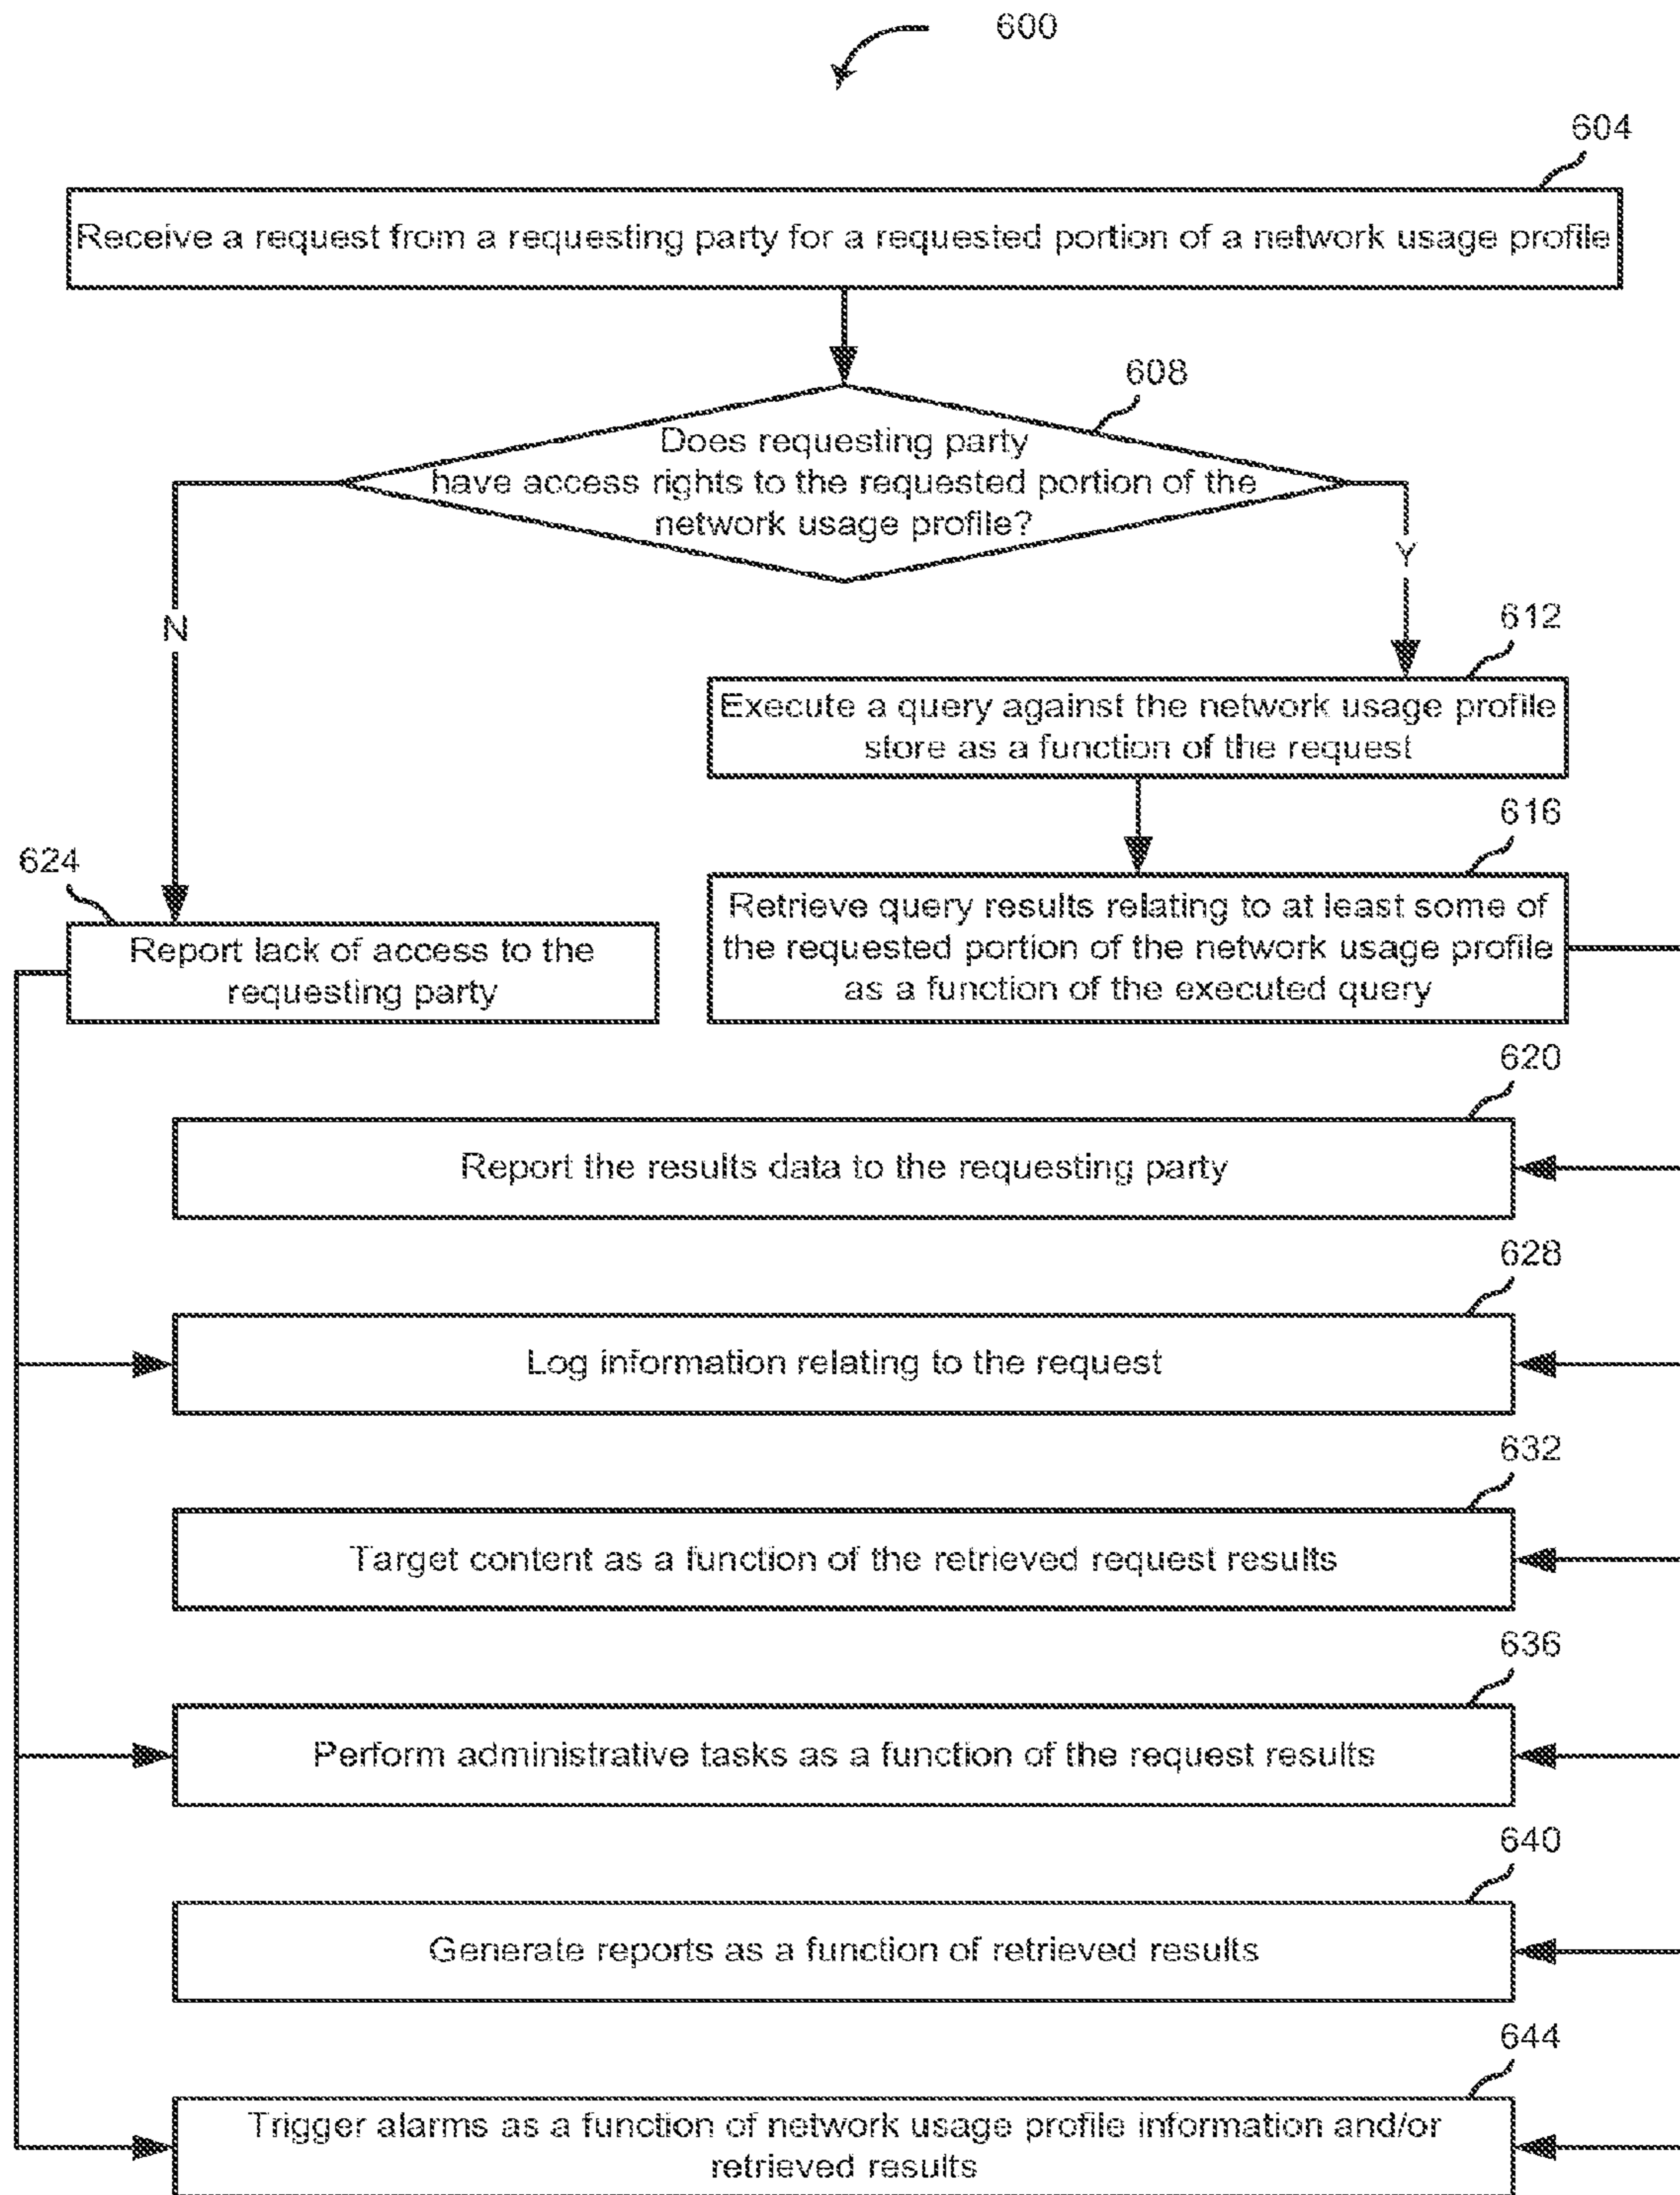 600
604
Receive a request from a requesting party for a requested portion of a network usage profile
608
Does requesting party
have access rights to the requested portion of the
network usage profile?
Y
N
612
Execute a query against the network usage profile
store as a function of the request
616
Retrieve query results relating to at least some of
the requested portion of the network usage profile
as a function of the executed query
624
Report lack of access to the
requesting party
620
Report the results data to the requesting party
628
Log information relating to the request
632
Target content as a function of the retrieved request results
636
Perform administrative tasks as a function of the request results
640
Generate reports as a function of retrieved results
644
Trigger alarms as a function of network usage profile information and/or
retrieved results